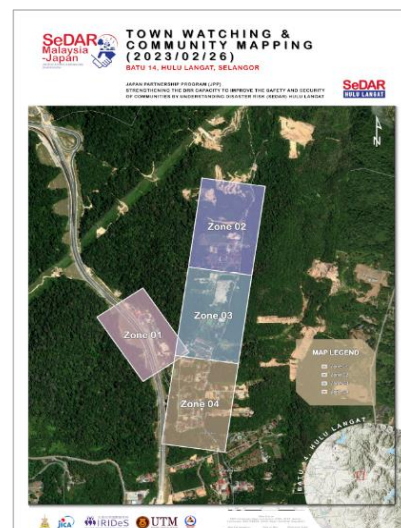 SeDAR
Malaysia
-Japan
TOWN WATCHING &
COMMUNITY MAPPING
(2023/02/26)
BATU 14, HULU LANGAT, SELANGOR
JAPAN PARTNERSHIP PROGRAM (JPP)
STRENGTHENING THE DRR CAPACITY TO IMPROVE THE SAFETY AND SECURITY
OF COMMUNITIES BY UNDERSTANDING DISASTER RISK (SEDAR) HULU LANGAT
SeDAR
HULU LANGAT
N
Zone 02
Zone 03
Zone 01
Zone 04
MAP LEGEND
BATU 14, HULU LANGAT
JICA
IRIDeS
UTM